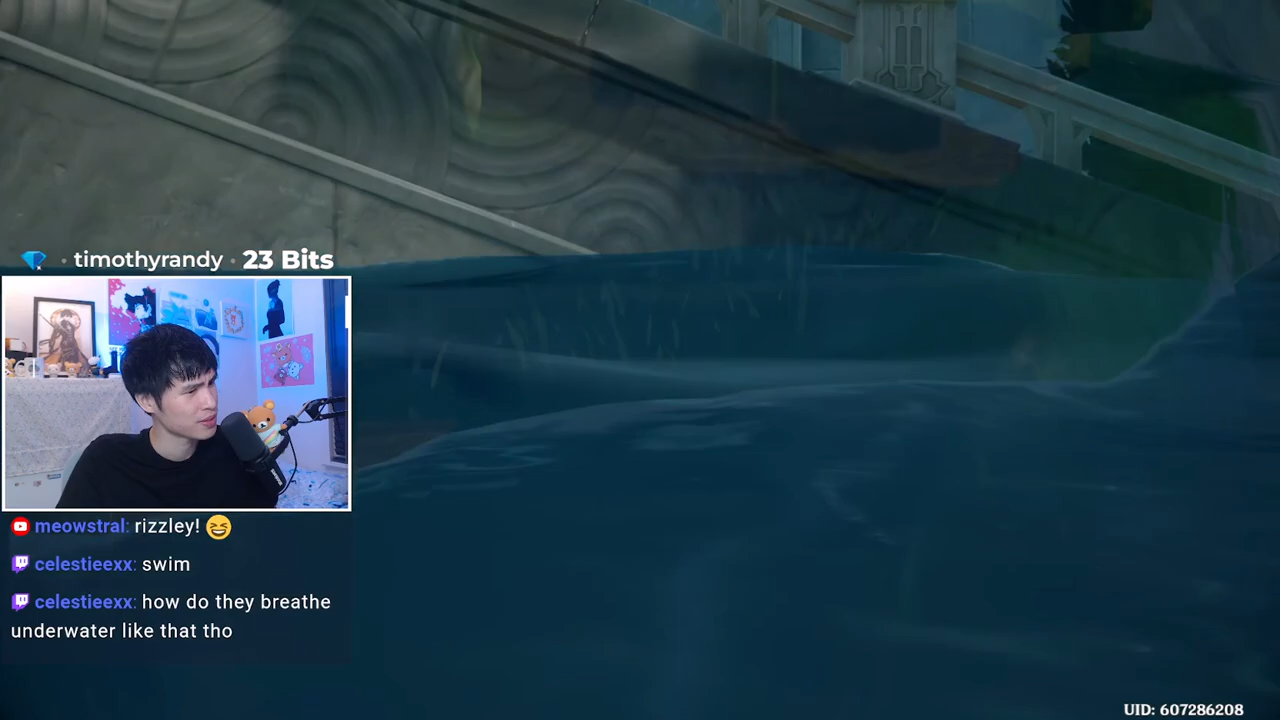 · timothyrandy · 23 Bits
meowstral: rizzley! 😆
celestieexx: swim
celestieexx: how do they breathe
underwater like that tho
UID: 607286208